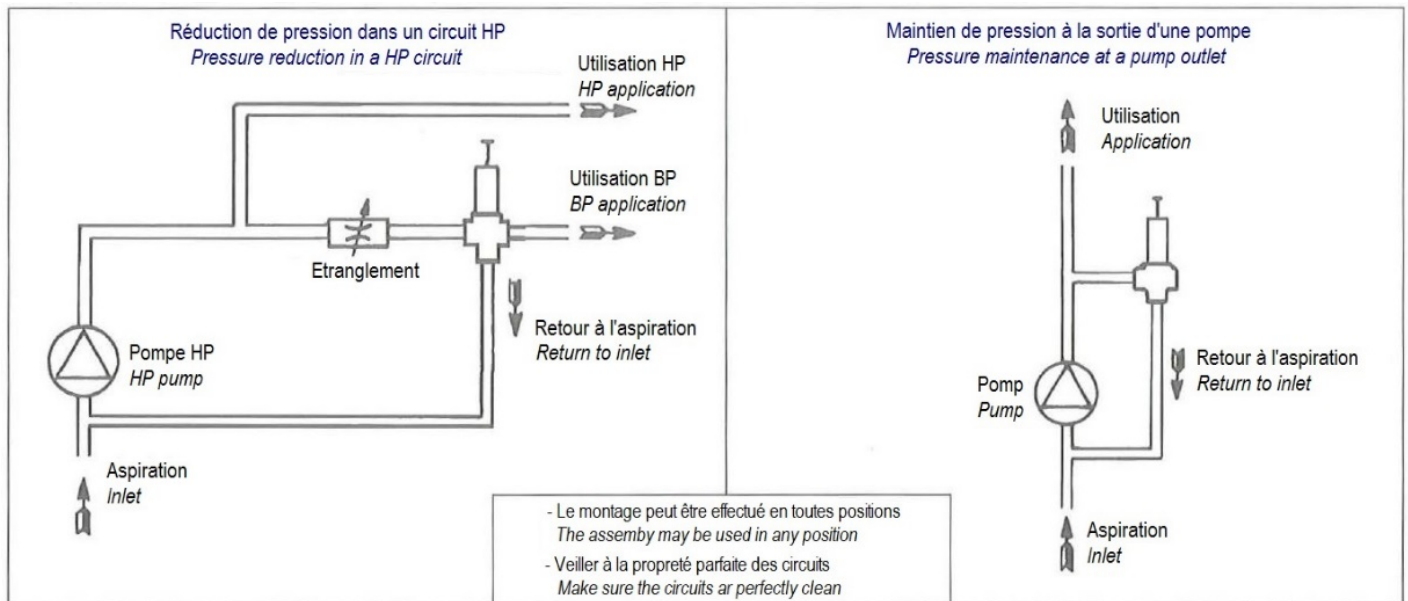 Réduction de pression dans un circuit HP
Pressure reduction in a HP circuit
Utilisation HP
HP application
Utilisation BP
BP application
Etranglement
Retour à l'aspiration
Return to inlet
Pompe HP
HP pump
Aspiration
Inlet
Maintien de pression à la sortie d'une pompe
Pressure maintenance at a pump outlet
Utilisation
Application
Retour à l'aspiration
Return to inlet
Pomp
Pump
Aspiration
Inlet
- Le montage peut être effectué en toutes positions
The assemby may be used in any position
- Veiller à la propreté parfaite des circuits
Make sure the circuits ar perfectly clean